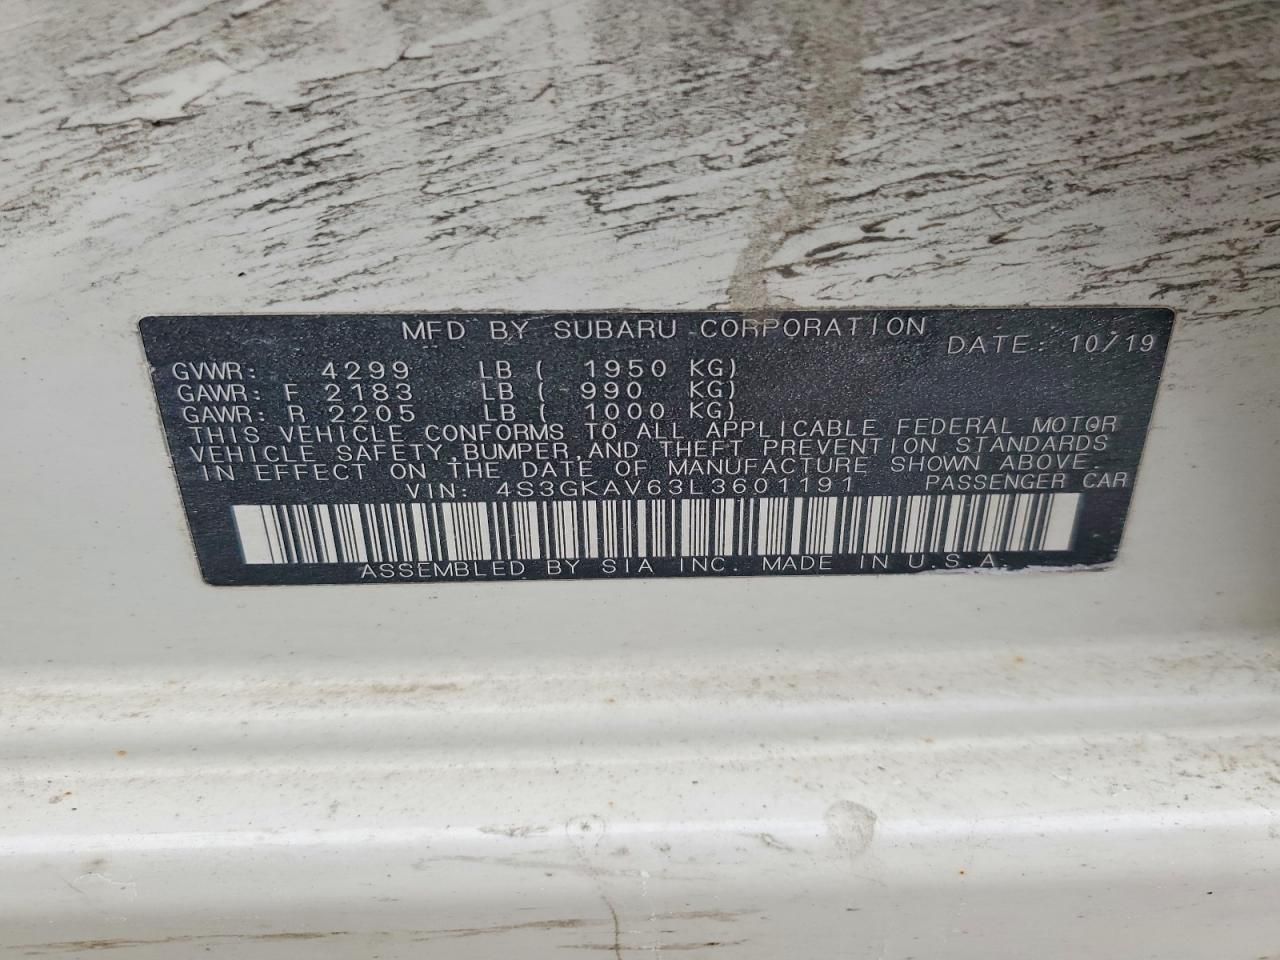 MFD BY SUBARU CORPORATION
DATE: 10/19
GVWR: 4299 LB ( 1950 KG)
GAWR: F 2183 LB ( 990 KG)
GAWR: R 2205 LB ( 1000 KG)
THIS VEHICLE CONFORMS TO ALL APPLICABLE FEDERAL MOTOR
VEHICLE SAFETY,BUMPER,AND THEFT PREVENTION STANDARDS
IN EFFECT ON THE DATE OF MANUFACTURE SHOWN ABOVE.
VIN: 4S3GKAV63L3601191 PASSENGER CAR
ASSEMBLED BY SIA INC. MADE IN U.S.A.